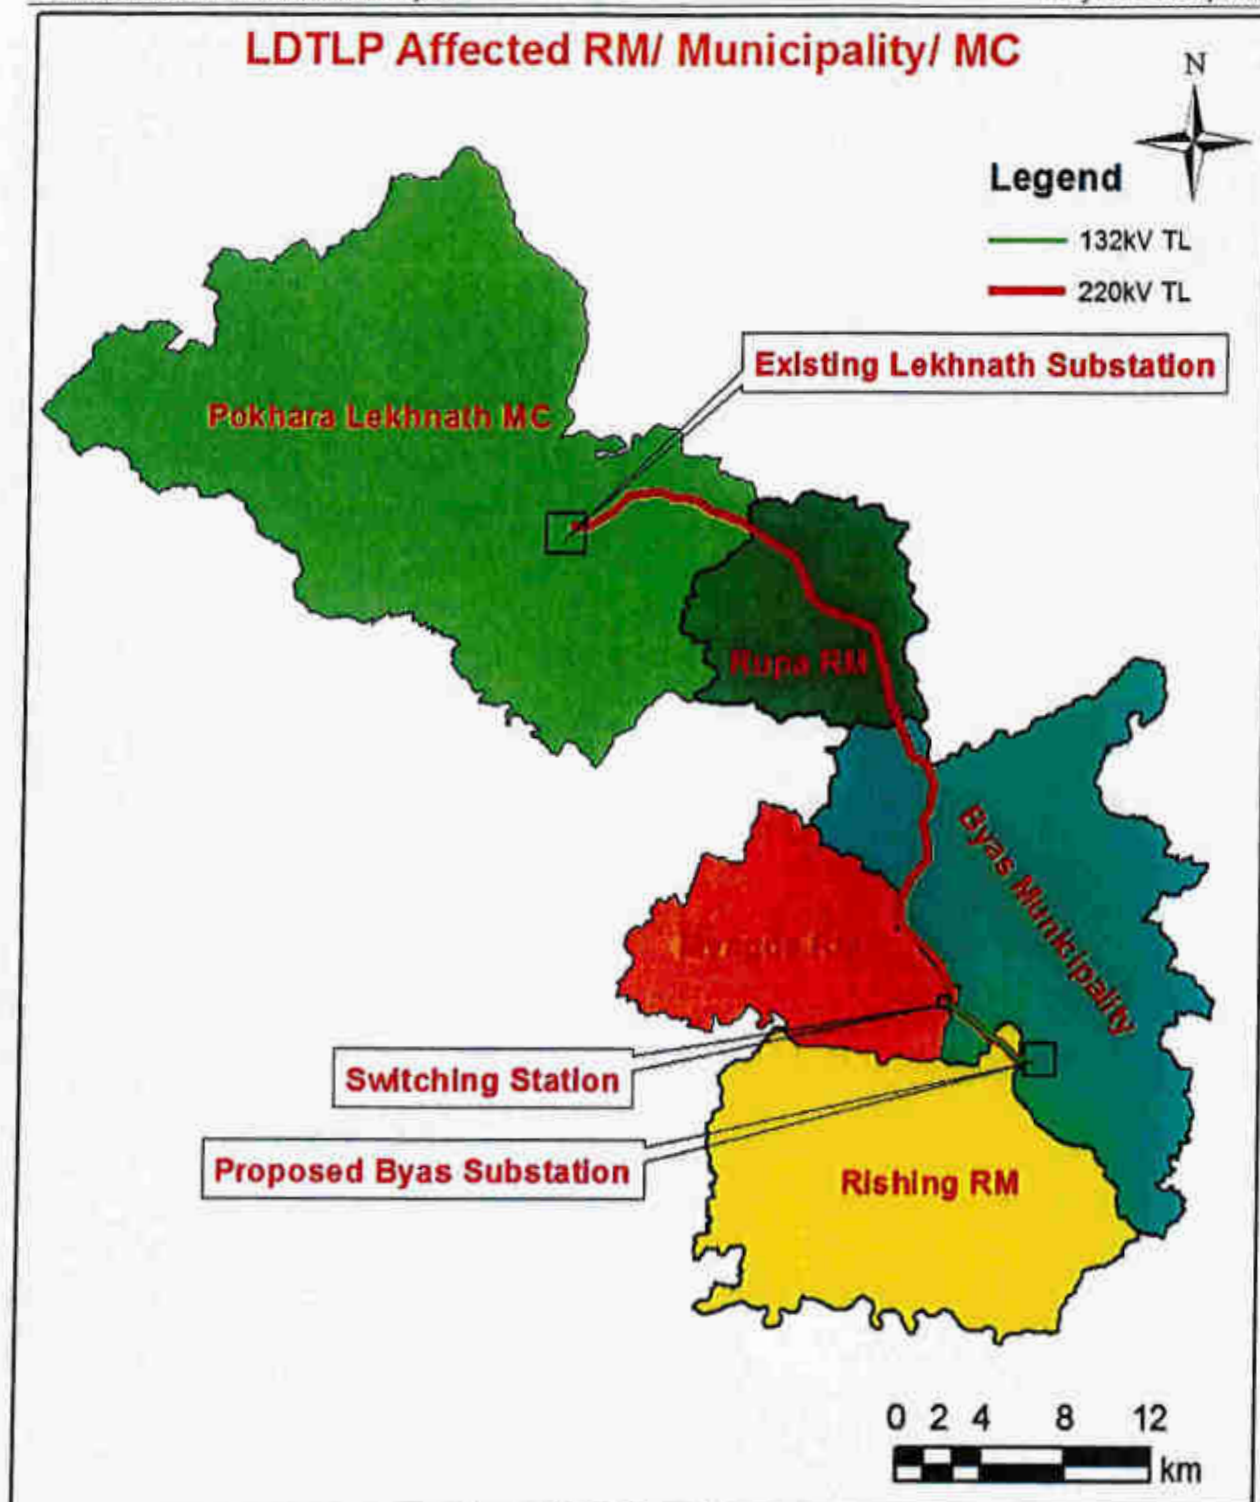 LDTLP Affected RM/ Municipality/ MC
N
Legend
132kV TL
220kV TL
Existing Lekhnath Substation
Pokhara Lekhnath MC
Rupa RM
Byas Municipality
Switching Station
Proposed Byas Substation
Rishing RM
0 2 4 8 12
km